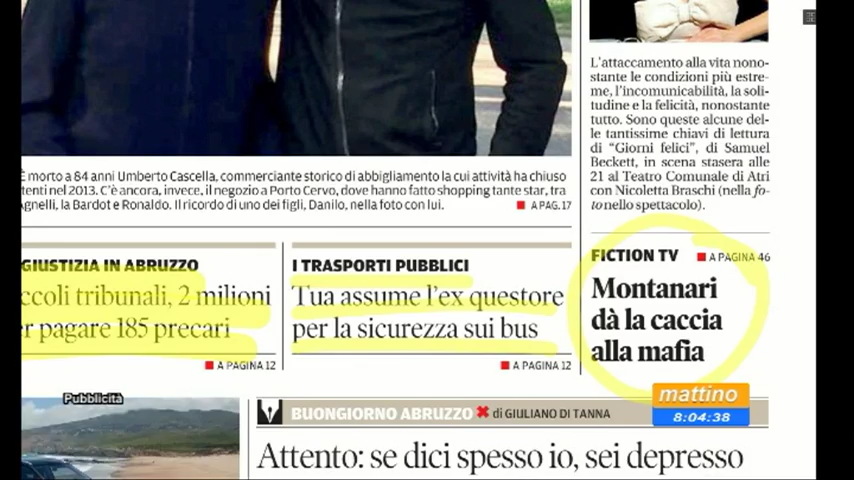 L'attaccamento alla vita nono-
stante le condizioni più estre-
me, l'incomunicabilità, la soli-
tudine e la felicità, nonostante
tutto. Sono queste alcune del-
le tantissime chiavi di lettura
di "Giorni felici", di Samuel
Beckett, in scena stasera alle
21 al Teatro Comunale di Atri
con Nicoletta Braschi (nella fo-
to nello spettacolo).
È morto a 84 anni Umberto Cascella, commerciante storico di abbigliamento la cui attività ha chiuso
tenti nel 2013. C'è ancora, invece, il negozio a Porto Cervo, dove hanno fatto shopping tante star, tra
Agnelli, la Bardot e Ronaldo. Il ricordo di uno dei figli, Danilo, nella foto con lui.
A PAG. 17
GIUSTIZIA IN ABRUZZO
ccoli tribunali, 2 milioni
er pagare 185 precari
A PAGINA 12
I TRASPORTI PUBBLICI
Tua assume l'ex questore
per la sicurezza sui bus
A PAGINA 12
FICTION TV A PAGINA 46
Montanari
dà la caccia
alla mafia
mattino
8:04:38
Pubblicità
BUONGIORNO ABRUZZO di GIULIANO DI TANNA
Attento: se dici spesso io, sei depresso